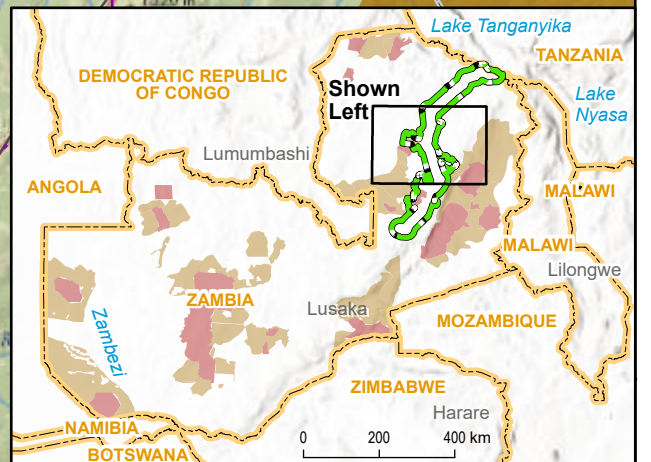 Lake Tanganyika
TANZANIA
DEMOCRATIC REPUBLIC
OF CONGO
Shown
Left
Lake
Nyasa
Lumumbashi
ANGOLA
MALAWI
MALAWI
Lilongwe
ZAMBIA
Lusaka
Zambezi
MOZAMBIQUE
ZIMBABWE
Harare
NAMIBIA
BOTSWANA
0 200 400 km